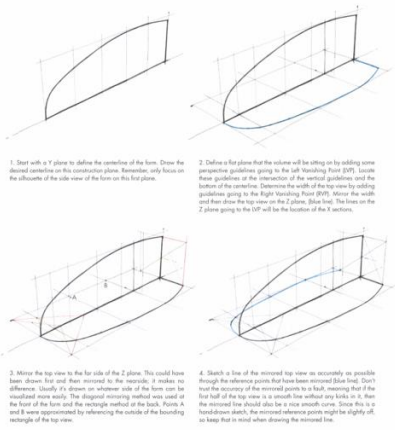 1. Start with a Y plane to define the centerline of the form. Draw the
desired centerline on this construction plane. Remember, only focus on
the silhouette of the side view of the form on this first plane.
2. Define a flat plane that the volume will be sitting on by adding some
perspective guidelines going to the Left Vanishing Point (LVP). Locate
these guidelines at the intersection of the vertical guidelines and the
bottom of the centerline. Determine the width of the top view by adding
guidelines going to the Right Vanishing Point (RVP). Mirror the width
and then draw the top view on the Z plane, (blue line). The lines on the
Z plane going to the LVP will be the location of the X sections.
A
B
3. Mirror the top view to the far side of the Z plane. This could have
been drawn first and then mirrored to the nearside; it makes no
difference. Usually it's drawn on whatever side of the form can be
visualized more easily. The diagonal mirroring method was used at
the front of the form and the rectangle method at the back. Points A
and B were approximated by referencing from outside of the bounding
rectangle of the top view.
4. Sketch a line of the mirrored top view as accurately as possible
through the reference points that have been mirrored (blue line). Don't
trust the accuracy of the mirrored points to a fault, meaning that if the
first half of the top view is a smooth line without any kinks in it, then
the mirrored line should also be a nice smooth curve. Since this is a
hand-drawn sketch, the mirrored reference points might be slightly off,
so keep that in mind when drawing the mirrored line.